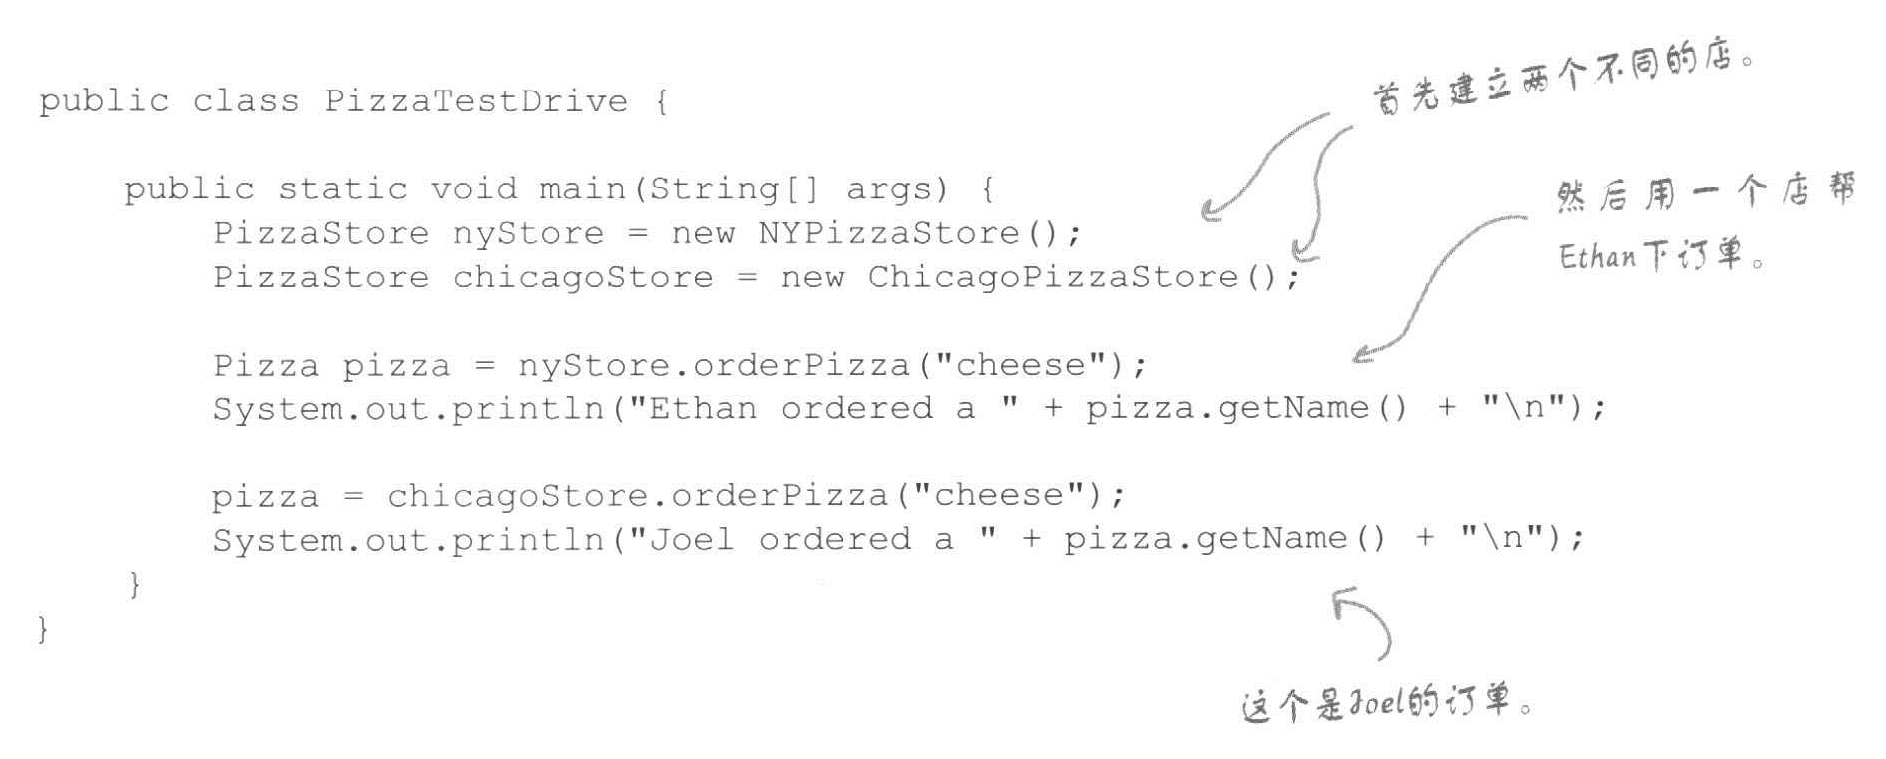 public class PizzaTestDrive {
首先建立两个不同的店。
public static void main(String[] args) {
PizzaStore nyStore = new NYPizzaStore();
PizzaStore chicagoStore = new ChicagoPizzaStore();
然后用一个店帮
Ethan下订单。
Pizza pizza = nyStore.orderPizza("cheese");
System.out.println("Ethan ordered a " + pizza.getName() + "\n");
pizza = chicagoStore.orderPizza("cheese");
System.out.println("Joel ordered a " + pizza.getName() + "\n");
}
}
这个是Joel的订单。